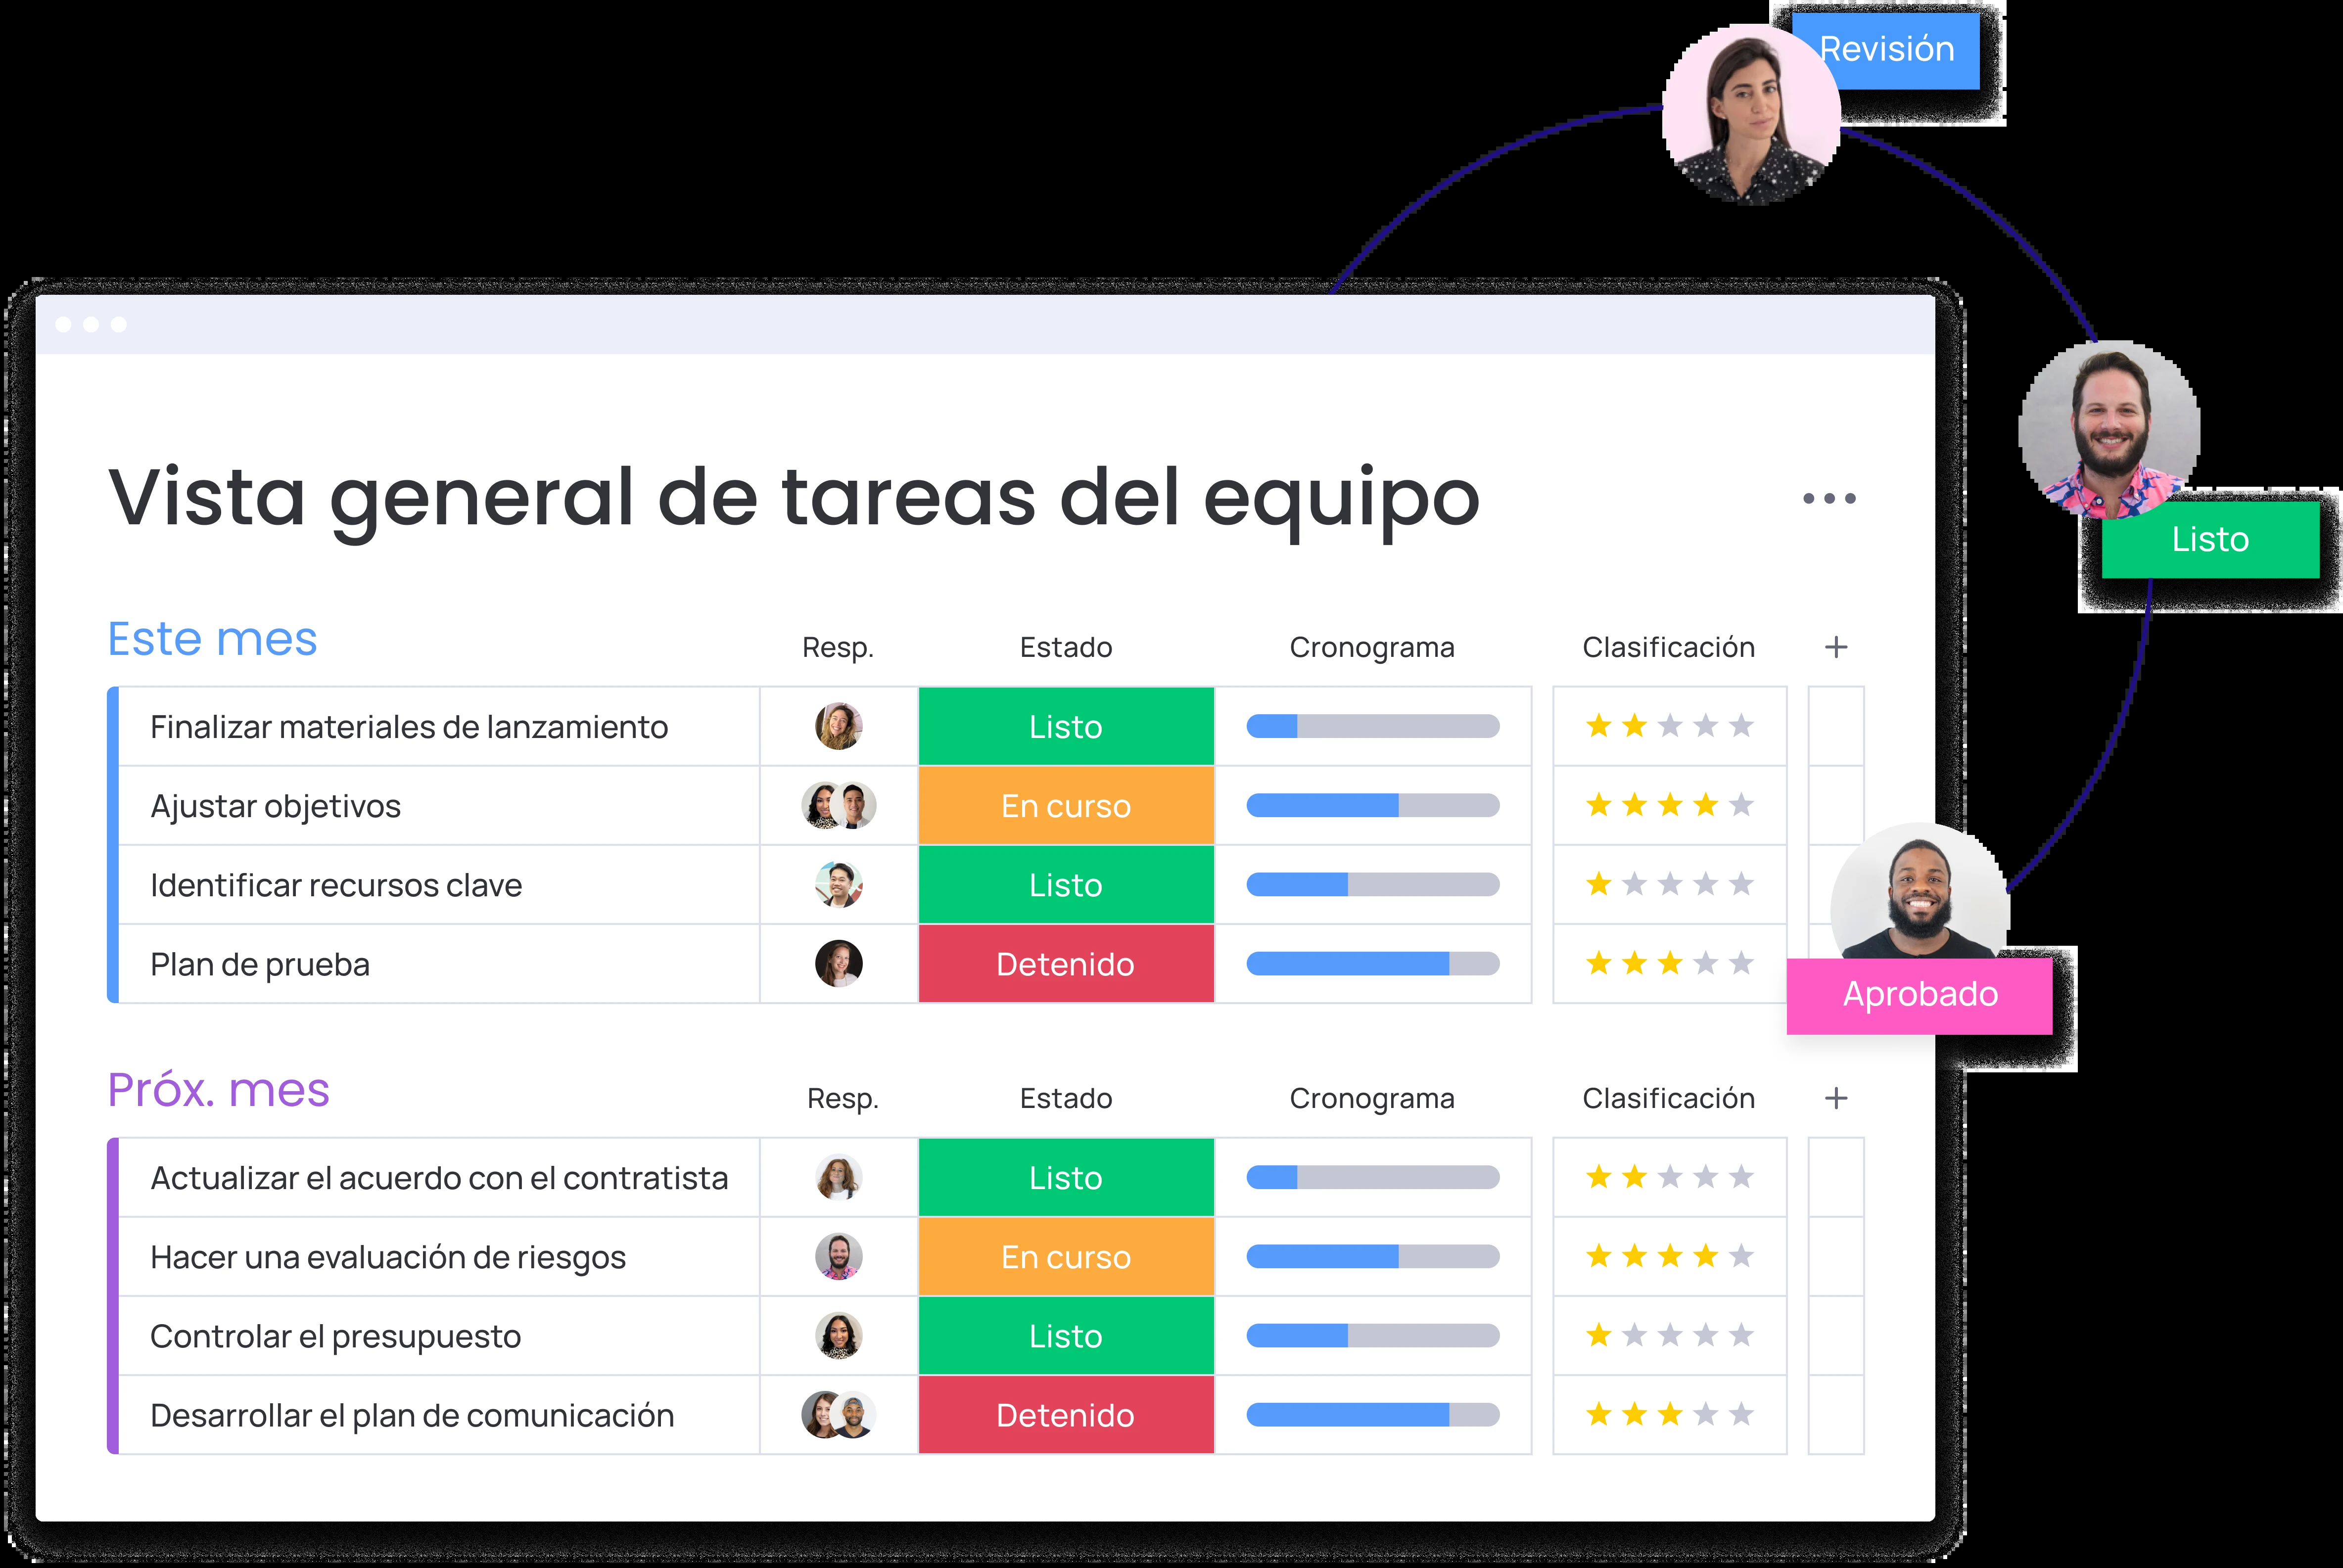 Revisión
Listo
Vista general de tareas del equipo
Este mes Resp. Estado Cronograma Clasificación +
Finalizar materiales de lanzamiento Listo
Ajustar objetivos En curso
Identificar recursos clave Listo
Plan de prueba Detenido
Aprobado
Próx. mes Resp. Estado Cronograma Clasificación +
Actualizar el acuerdo con el contratista Listo
Hacer una evaluación de riesgos En curso
Controlar el presupuesto Listo
Desarrollar el plan de comunicación Detenido